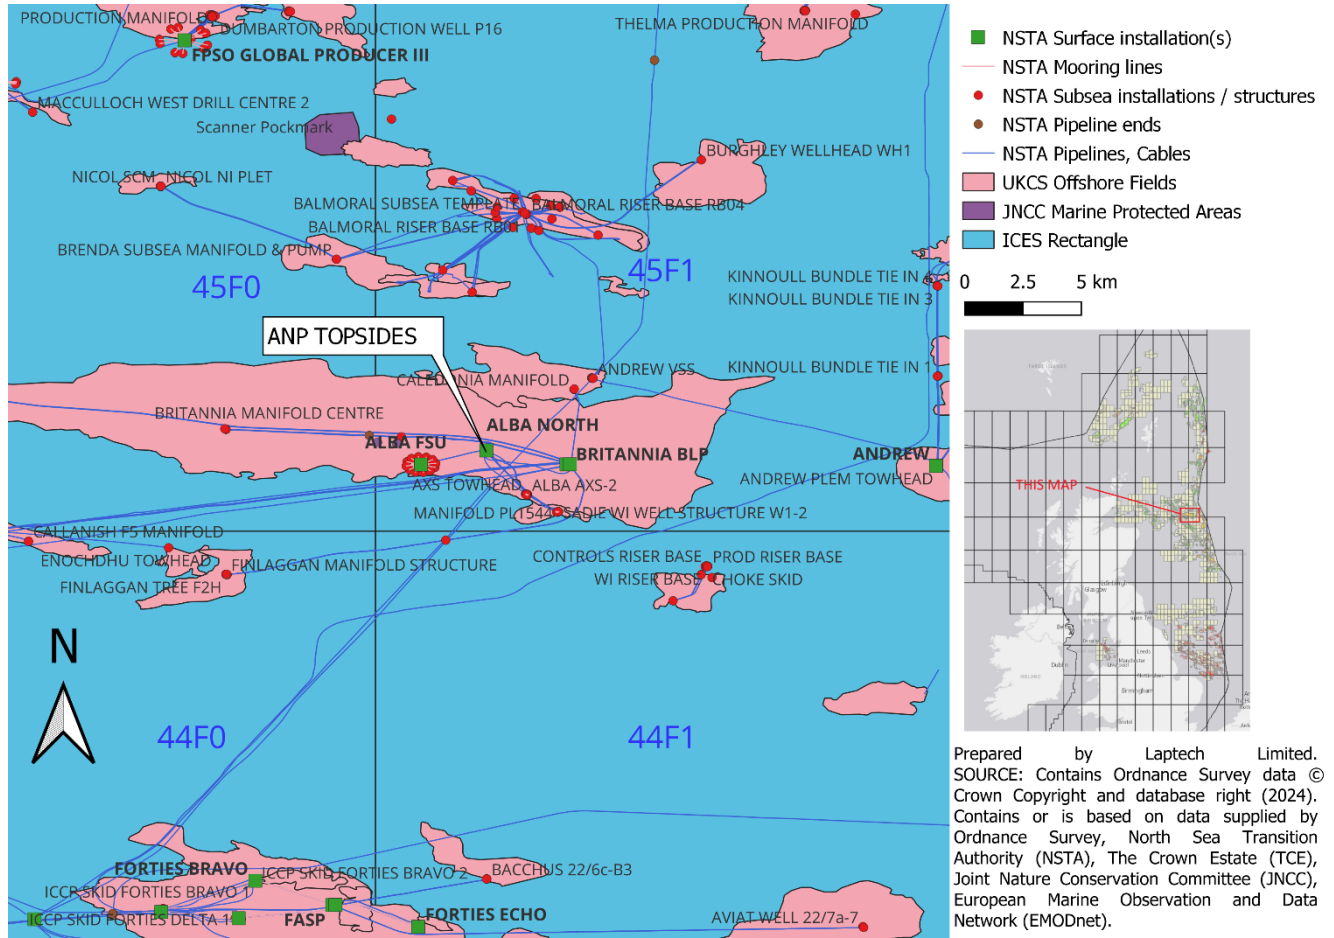 PRODUCTION MANIFOLD
DUMBARTON PRODUCTION WELL P16
THELMA PRODUCTION MANIFOLD
FPSO GLOBAL PRODUCER III
MACCULLOCH WEST DRILL CENTRE 2
Scanner Pockmark
BURGHLEY WELLHEAD WH1
NICOL SCM NICOL NI PLET
BALMORAL SUBSEA TEMPLATE
BALMORAL RISER BASE RB04
BALMORAL RISER BASE RB01
BRENDA SUBSEA MANIFOLD & PUMP
45F0
45F1
KINNOULL BUNDLE TIE IN 4
KINNOULL BUNDLE TIE IN 3
ANP TOPSIDES
CALEDONIA MANIFOLD
ANDREW VSS
KINNOULL BUNDLE TIE IN 1
BRITANNIA MANIFOLD CENTRE
ALBA NORTH
ALBA FSU
BRITANNIA BLP
ANDREW
AXS TOWHEAD
ALBA AXS-2
ANDREW PLEM TOWHEAD
MANIFOLD PL1544
SADIE WI WELL STRUCTURE W1-2
CALLANISH F5 MANIFOLD
ENOCHDHU TOWHEAD
FINLAGGAN MANIFOLD STRUCTURE
FINLAGGAN TREE F2H
CONTROLS RISER BASE
PROD RISER BASE
WI RISER BASE
CHOKE SKID
N
44F0
44F1
FORTIES BRAVO
ICCP SKID FORTIES BRAVO 2
BACCHUS 22/6c-B3
ICCP SKID FORTIES BRAVO 1
ICCP SKID FORTIES DELTA 1
FASP
FORTIES ECHO
AVIAT WELL 22/7a-7
NSTA Surface installation(s)
NSTA Mooring lines
NSTA Subsea installations / structures
NSTA Pipeline ends
NSTA Pipelines, Cables
UKCS Offshore Fields
JNCC Marine Protected Areas
ICES Rectangle
0 2.5 5 km
THIS MAP
Edinburgh
Glasgow
Dublin
Leeds
Manchester
Birmingham
Prepared by Laptech Limited.
SOURCE: Contains Ordnance Survey data ©
Crown Copyright and database right (2024).
Contains or is based on data supplied by
Ordnance Survey, North Sea Transition
Authority (NSTA), The Crown Estate (TCE),
Joint Nature Conservation Committee (JNCC),
European Marine Observation and Data
Network (EMODnet).